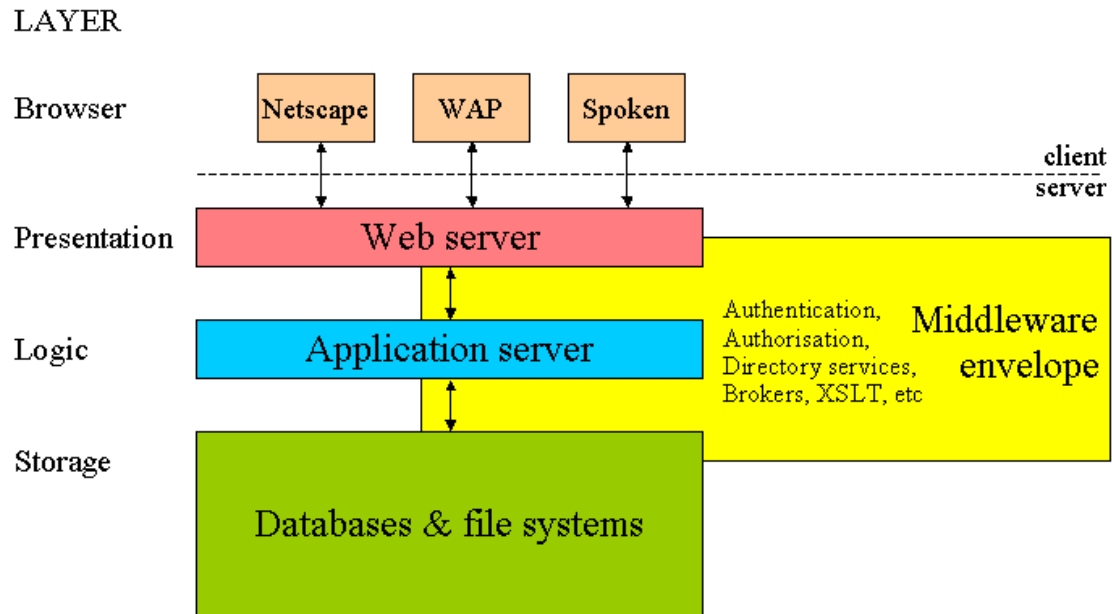 LAYER
Browser
Netscape
WAP
Spoken
client
server
Presentation
Web server
Logic
Application server
Authentication,
Authorisation,
Directory services,
Brokers, XSLT, etc
Middleware
envelope
Storage
Databases & file systems